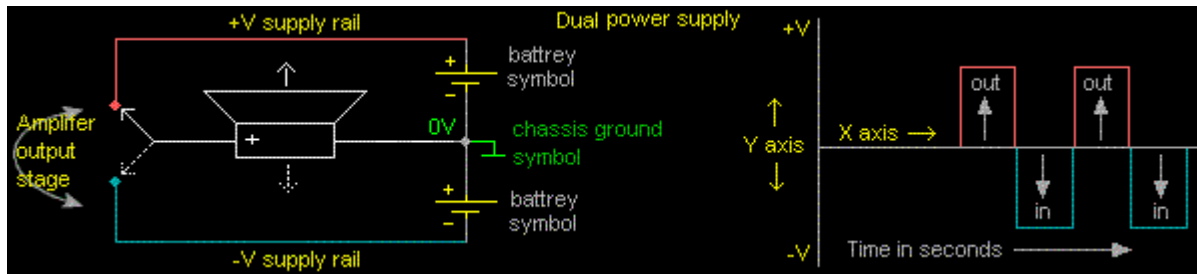 +V supply rail
Dual power supply
+V
+
battrey
symbol
−
Amplifer
output
stage
+
0V
chassis ground
symbol
+
battrey
symbol
−
-V supply rail
Y axis
X axis
out
out
in
in
-V
Time in seconds